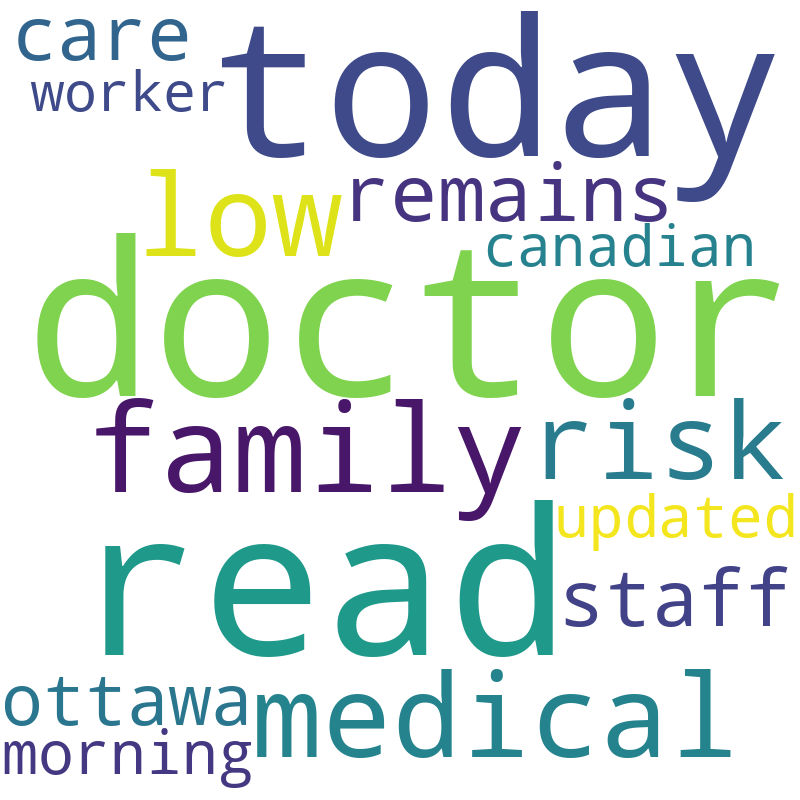 care
today
worker
low
remains
canadian
doctor
family
risk
read
updated
staff
ottawa
medical
morning